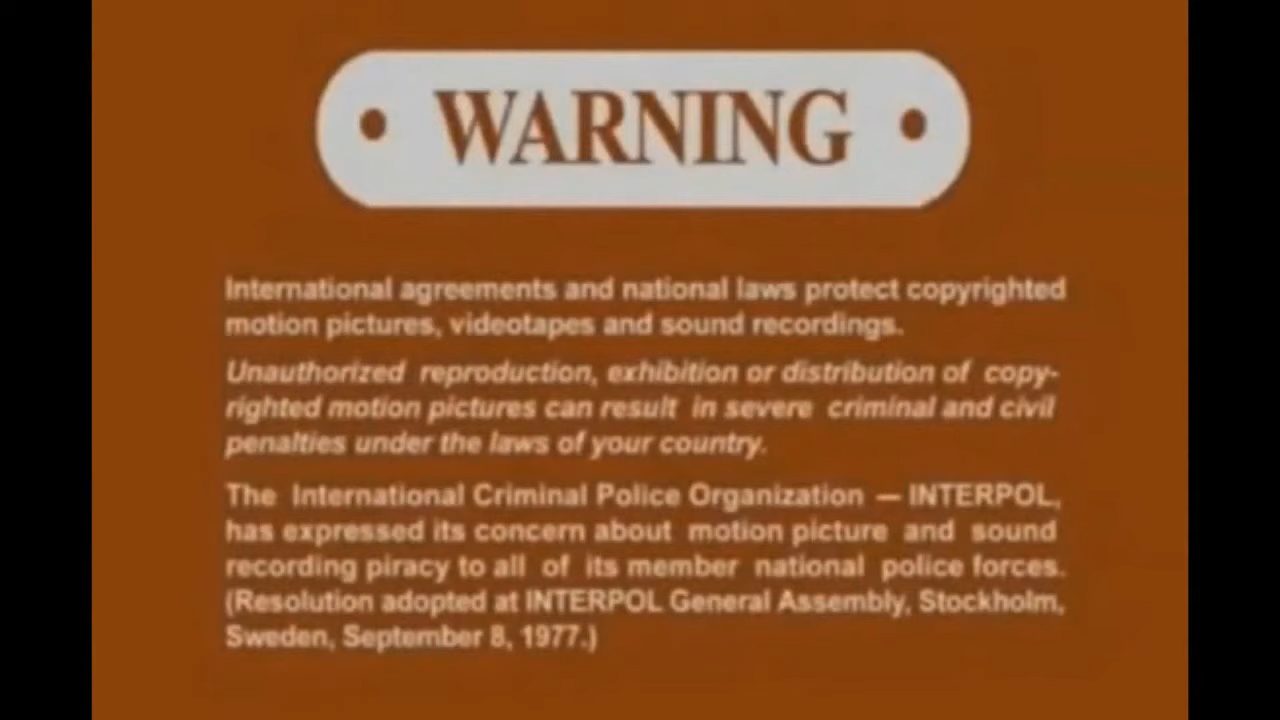 WARNING
International agreements and national laws protect copyrighted
motion pictures, videotapes and sound recordings.
Unauthorized reproduction, exhibition or distribution of copy-
righted motion pictures can result in severe criminal and civil
penalties under the laws of your country.
The International Criminal Police Organization — INTERPOL,
has expressed its concern about motion picture and sound
recording piracy to all of its member national police forces.
(Resolution adopted at INTERPOL General Assembly, Stockholm,
Sweden, September 8, 1977.)